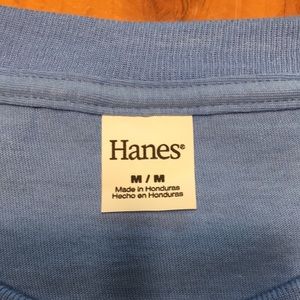 Hanes®
M / M
Made in Honduras
Hecho en Honduras